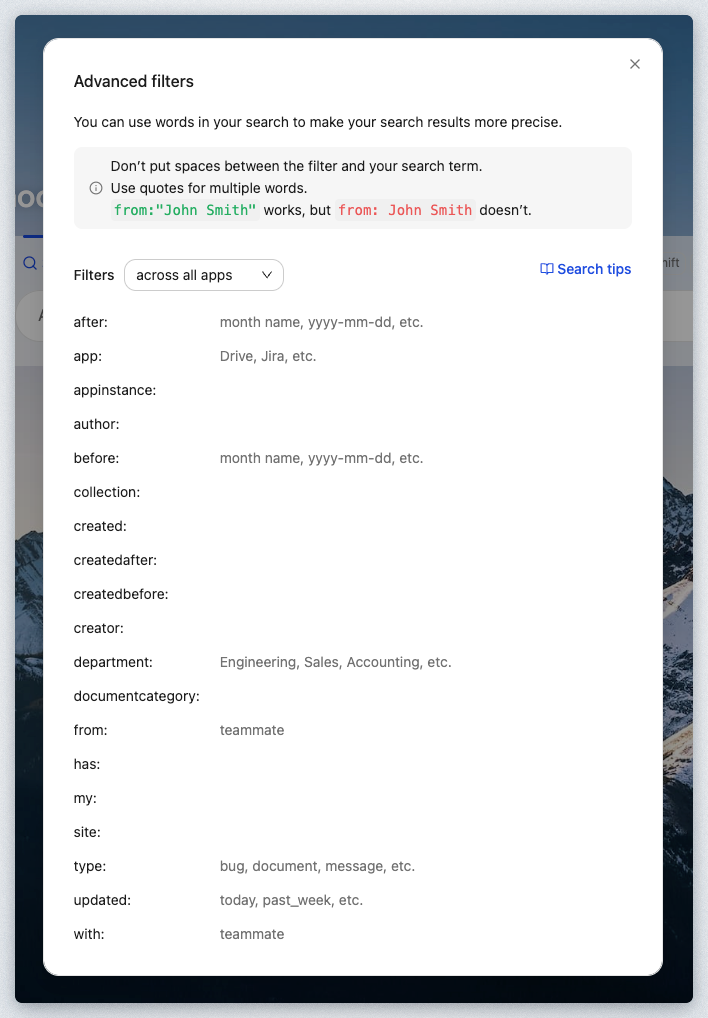 Advanced filters
You can use words in your search to make your search results more precise.
Don’t put spaces between the filter and your search term.
Use quotes for multiple words.
from:"John Smith" works, but from: John Smith doesn’t.
Filters across all apps
Search tips
after: month name, yyyy-mm-dd, etc.
app: Drive, Jira, etc.
appinstance:
author:
before: month name, yyyy-mm-dd, etc.
collection:
created:
createdafter:
createdbefore:
creator:
department: Engineering, Sales, Accounting, etc.
documentcategory:
from: teammate
has:
my:
site:
type: bug, document, message, etc.
updated: today, past_week, etc.
with: teammate